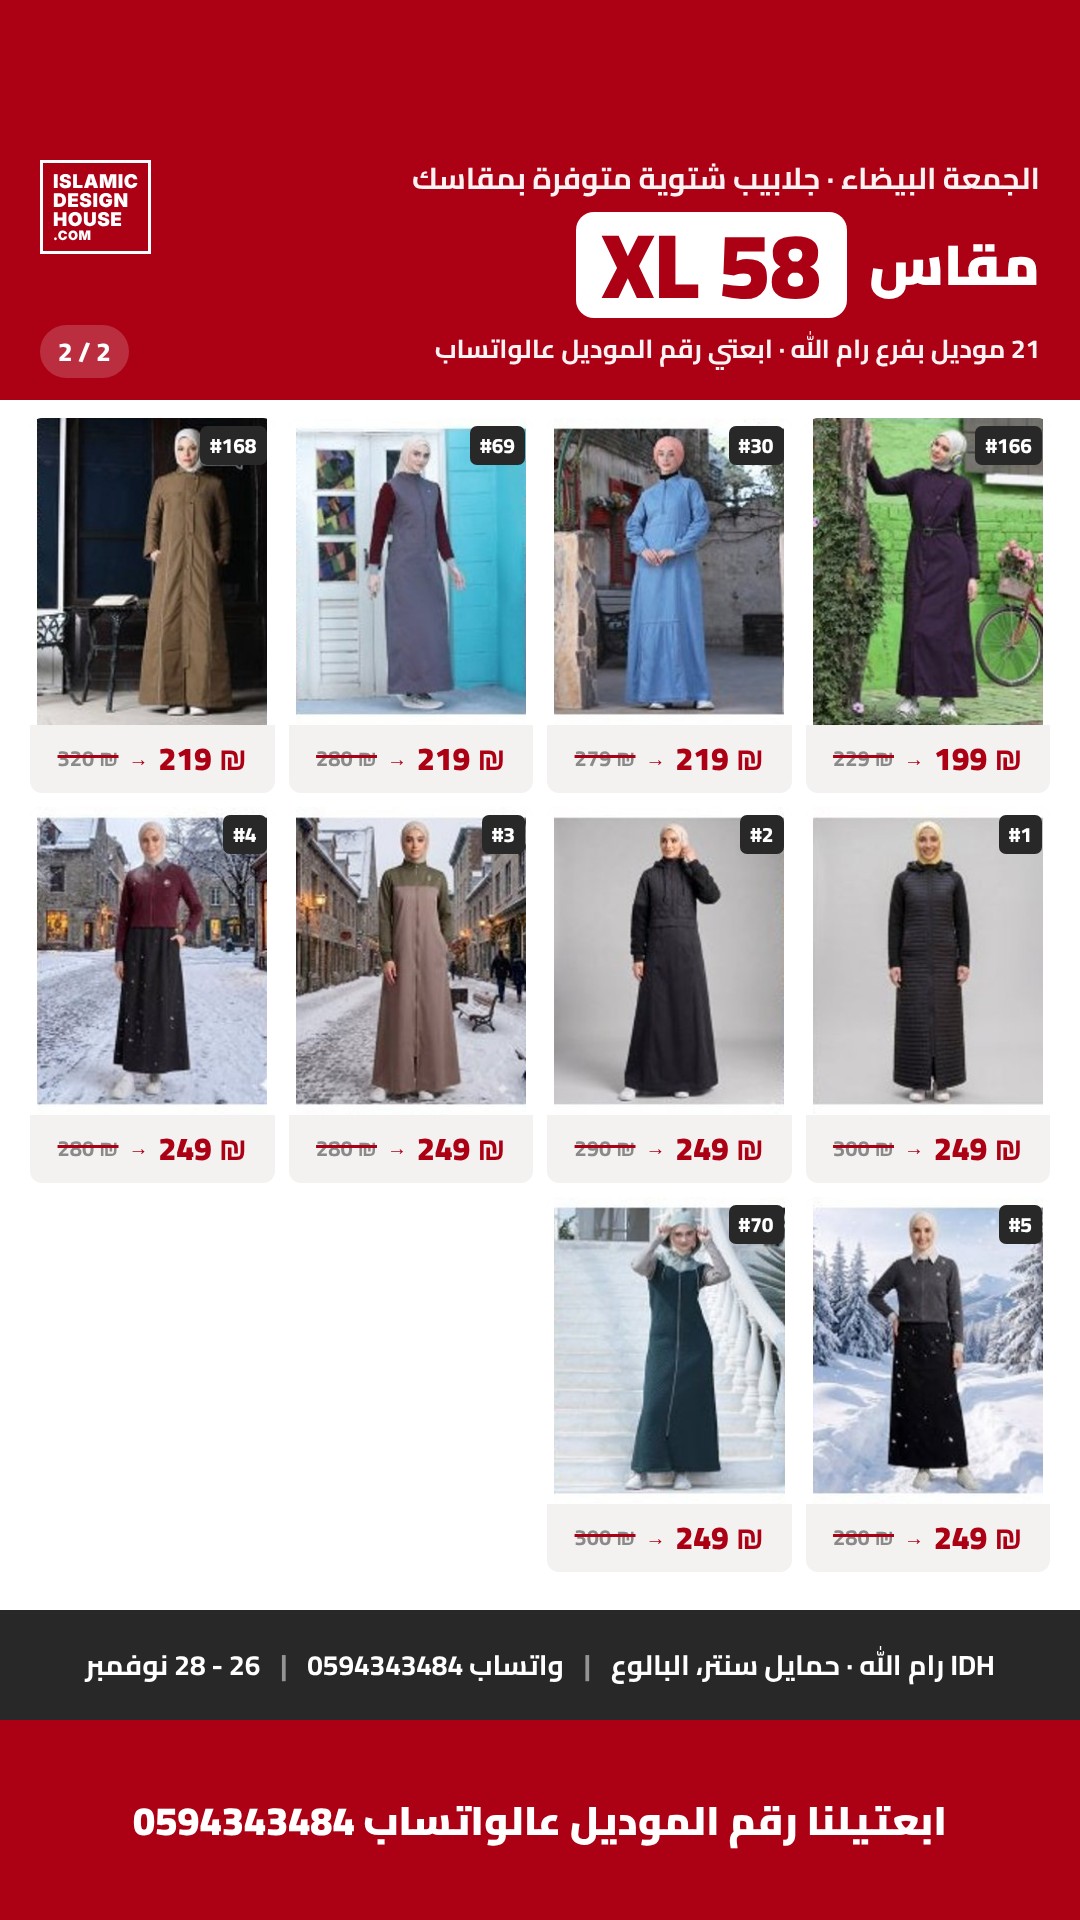 ISLAMIC
DESIGN
HOUSE
.COM
الجمعة البيضاء · جلابيب شتوية متوفرة بمقاسك
مقاس XL 58
21 موديل بفرع رام الله · ابعتي رقم الموديل عالواتساب
2 / 2
#166
#30
#69
#168
229 ₪ → 199 ₪
279 ₪ → 219 ₪
280 ₪ → 219 ₪
320 ₪ → 219 ₪
#1
#2
#3
#4
300 ₪ → 249 ₪
290 ₪ → 249 ₪
280 ₪ → 249 ₪
280 ₪ → 249 ₪
#5
#70
280 ₪ → 249 ₪
300 ₪ → 249 ₪
IDH رام الله · حمايل سنتر، البالوع | واتساب 0594343484 | 26 - 28 نوفمبر
ابعتيلنا رقم الموديل عالواتساب 0594343484